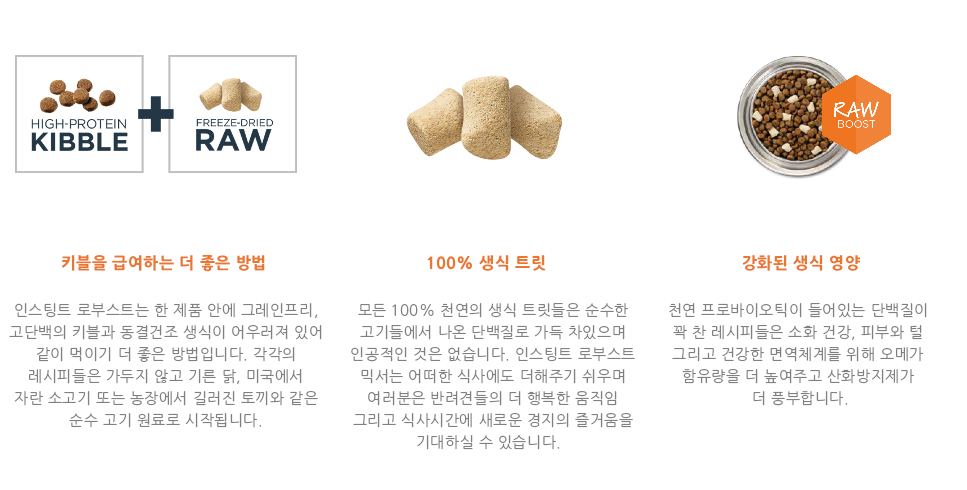 HIGH-PROTEIN
KIBBLE
FREEZE-DRIED
RAW
RAW
BOOST
키블을 급여하는 더 좋은 방법
인스팅트 로부스트는 한 제품 안에 그레인프리,
고단백의 키블과 동결건조 생식이 어우러져 있어
같이 먹이기 더 좋은 방법입니다. 각각의
레시피들은 가두지 않고 기른 닭, 미국에서
자란 소고기 또는 농장에서 길러진 토끼와 같은
순수 고기 원료로 시작됩니다.
100% 생식 트릿
모든 100% 천연의 생식 트릿들은 순수한
고기들에서 나온 단백질로 가득 차있으며
인공적인 것은 없습니다. 인스팅트 로부스트
믹서는 어떠한 식사에도 더해주기 쉬우며
여러분은 반려견들의 더 행복한 움직임
그리고 식사시간에 새로운 경지의 즐거움을
기대하실 수 있습니다.
강화된 생식 영양
천연 프로바이오틱이 들어있는 단백질이
꽉 찬 레시피들은 소화 건강, 피부와 털
그리고 건강한 면역체계를 위해 오메가
함유량을 더 높여주고 산화방지제가
더 풍부합니다.